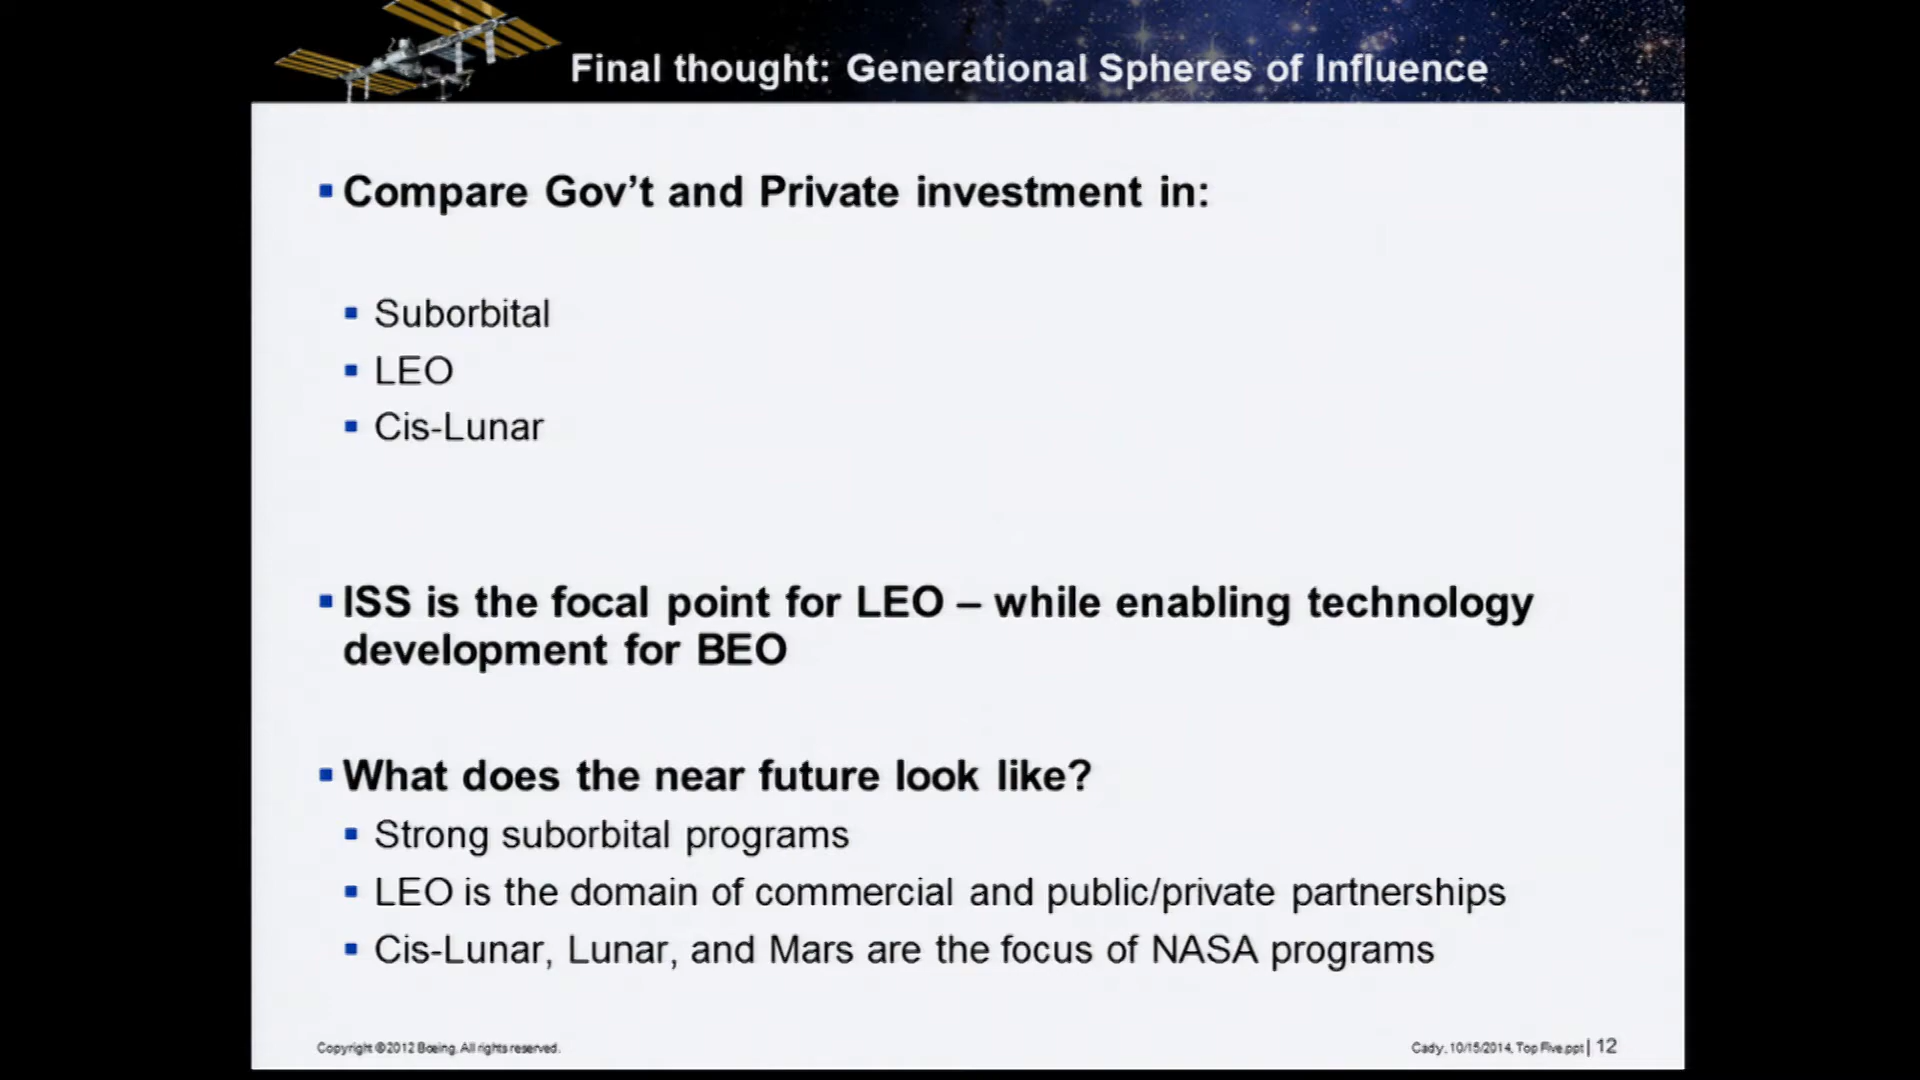 Final thought: Generational Spheres of Influence
Compare Gov’t and Private investment in:
Suborbital
LEO
Cis-Lunar
ISS is the focal point for LEO – while enabling technology
development for BEO
What does the near future look like?
Strong suborbital programs
LEO is the domain of commercial and public/private partnerships
Cis-Lunar, Lunar, and Mars are the focus of NASA programs
Copyright © 2012 Boeing. All rights reserved.
Cady, 10/15/2014, Top Five.ppt | 12